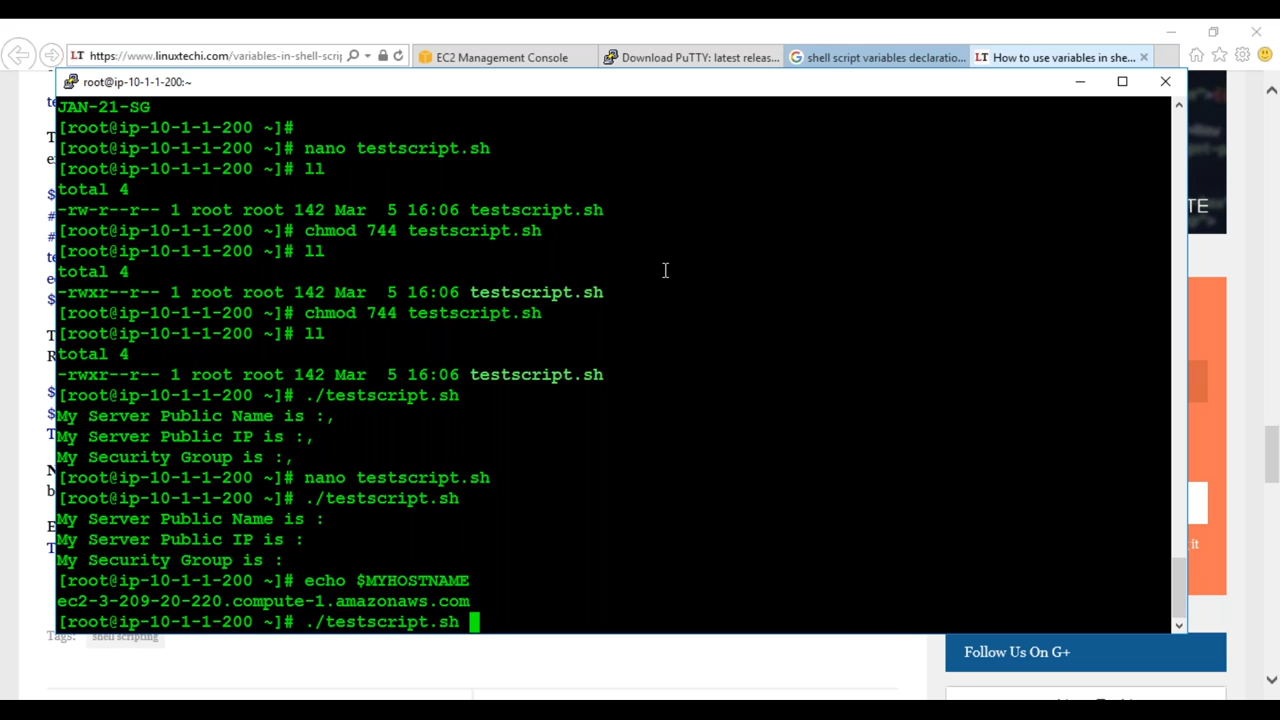 https://www.linuxtechi.com/variables-in-shell-scrip
EC2 Management Console
Download PuTTY: latest releas...
shell script variables declaratio...
LT How to use variables in she...
root@ip-10-1-1-200:~
JAN-21-SG
[root@ip-10-1-1-200 ~]#
[root@ip-10-1-1-200 ~]# nano testscript.sh
[root@ip-10-1-1-200 ~]# ll
total 4
-rw-r--r-- 1 root root 142 Mar  5 16:06 testscript.sh
[root@ip-10-1-1-200 ~]# chmod 744 testscript.sh
[root@ip-10-1-1-200 ~]# ll
total 4
-rwxr--r-- 1 root root 142 Mar  5 16:06 testscript.sh
[root@ip-10-1-1-200 ~]# chmod 744 testscript.sh
[root@ip-10-1-1-200 ~]# ll
total 4
-rwxr--r-- 1 root root 142 Mar  5 16:06 testscript.sh
[root@ip-10-1-1-200 ~]# ./testscript.sh
My Server Public Name is :,
My Server Public IP is :,
My Security Group is :,
[root@ip-10-1-1-200 ~]# nano testscript.sh
[root@ip-10-1-1-200 ~]# ./testscript.sh
My Server Public Name is :
My Server Public IP is :
My Security Group is :
[root@ip-10-1-1-200 ~]# echo $MYHOSTNAME
ec2-3-209-20-220.compute-1.amazonaws.com
[root@ip-10-1-1-200 ~]# ./testscript.sh
TE
it
Tags: shell scripting
Follow Us On G+